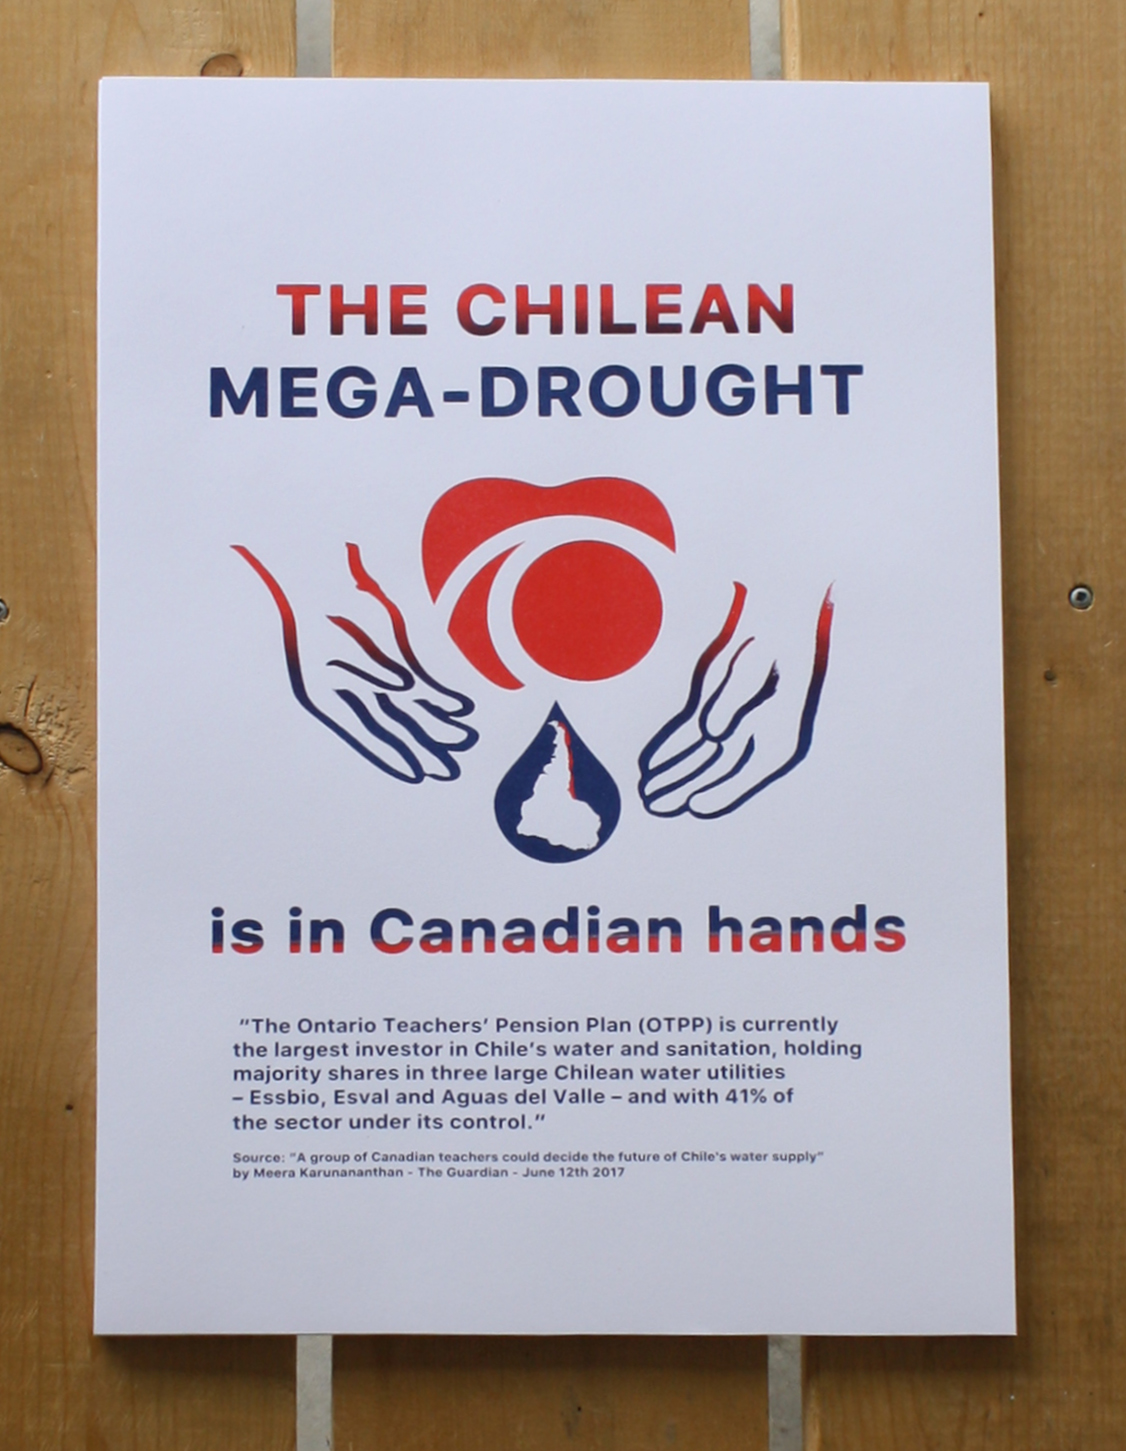 THE CHILEAN
MEGA-DROUGHT
is in Canadian hands
"The Ontario Teachers' Pension Plan (OTPP) is currently
the largest investor in Chile's water and sanitation, holding
majority shares in three large Chilean water utilities
– Essbio, Esval and Aguas del Valle – and with 41% of
the sector under its control."
Source: "A group of Canadian teachers could decide the future of Chile's water supply"
by Meera Karunananthan - The Guardian - June 12th 2017